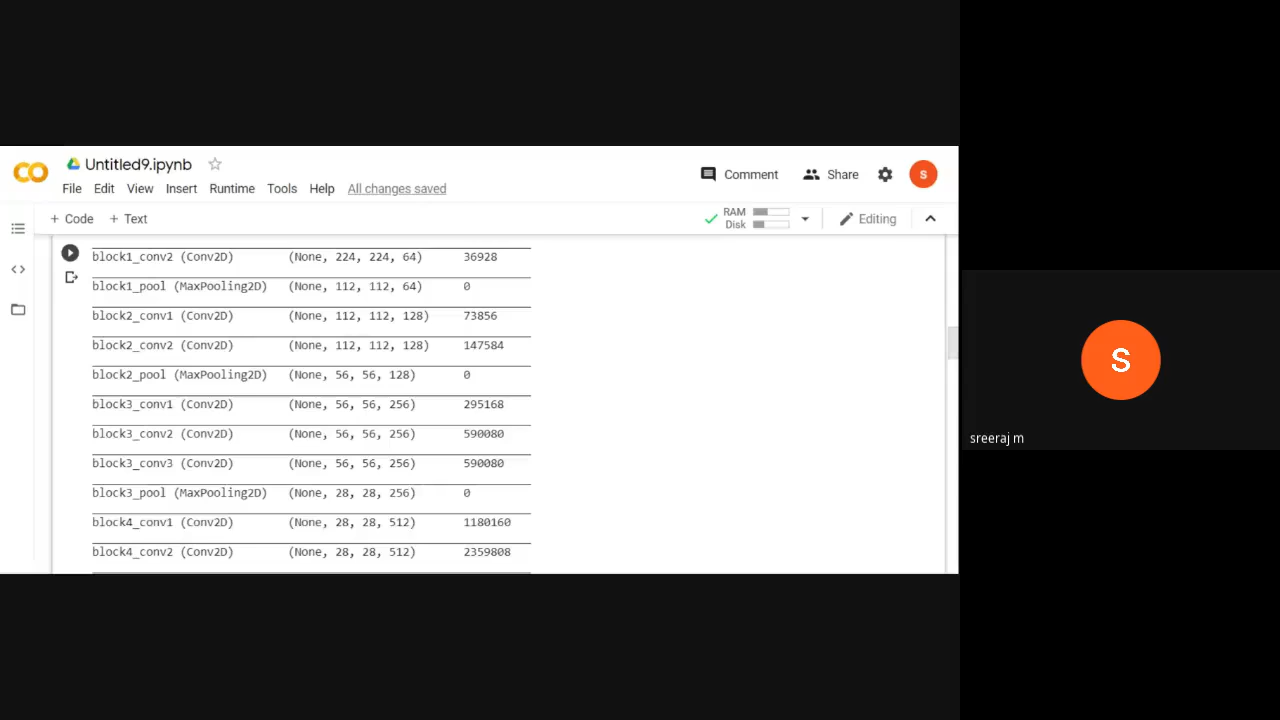 Untitled9.ipynb
File Edit View Insert Runtime Tools Help All changes saved
Comment Share S
+ Code + Text
RAM
Disk
Editing
block1_conv2 (Conv2D) (None, 224, 224, 64) 36928
block1_pool (MaxPooling2D) (None, 112, 112, 64) 0
block2_conv1 (Conv2D) (None, 112, 112, 128) 73856
block2_conv2 (Conv2D) (None, 112, 112, 128) 147584
block2_pool (MaxPooling2D) (None, 56, 56, 128) 0
block3_conv1 (Conv2D) (None, 56, 56, 256) 295168
block3_conv2 (Conv2D) (None, 56, 56, 256) 590080
block3_conv3 (Conv2D) (None, 56, 56, 256) 590080
block3_pool (MaxPooling2D) (None, 28, 28, 256) 0
block4_conv1 (Conv2D) (None, 28, 28, 512) 1180160
block4_conv2 (Conv2D) (None, 28, 28, 512) 2359808
S
sreeraj m